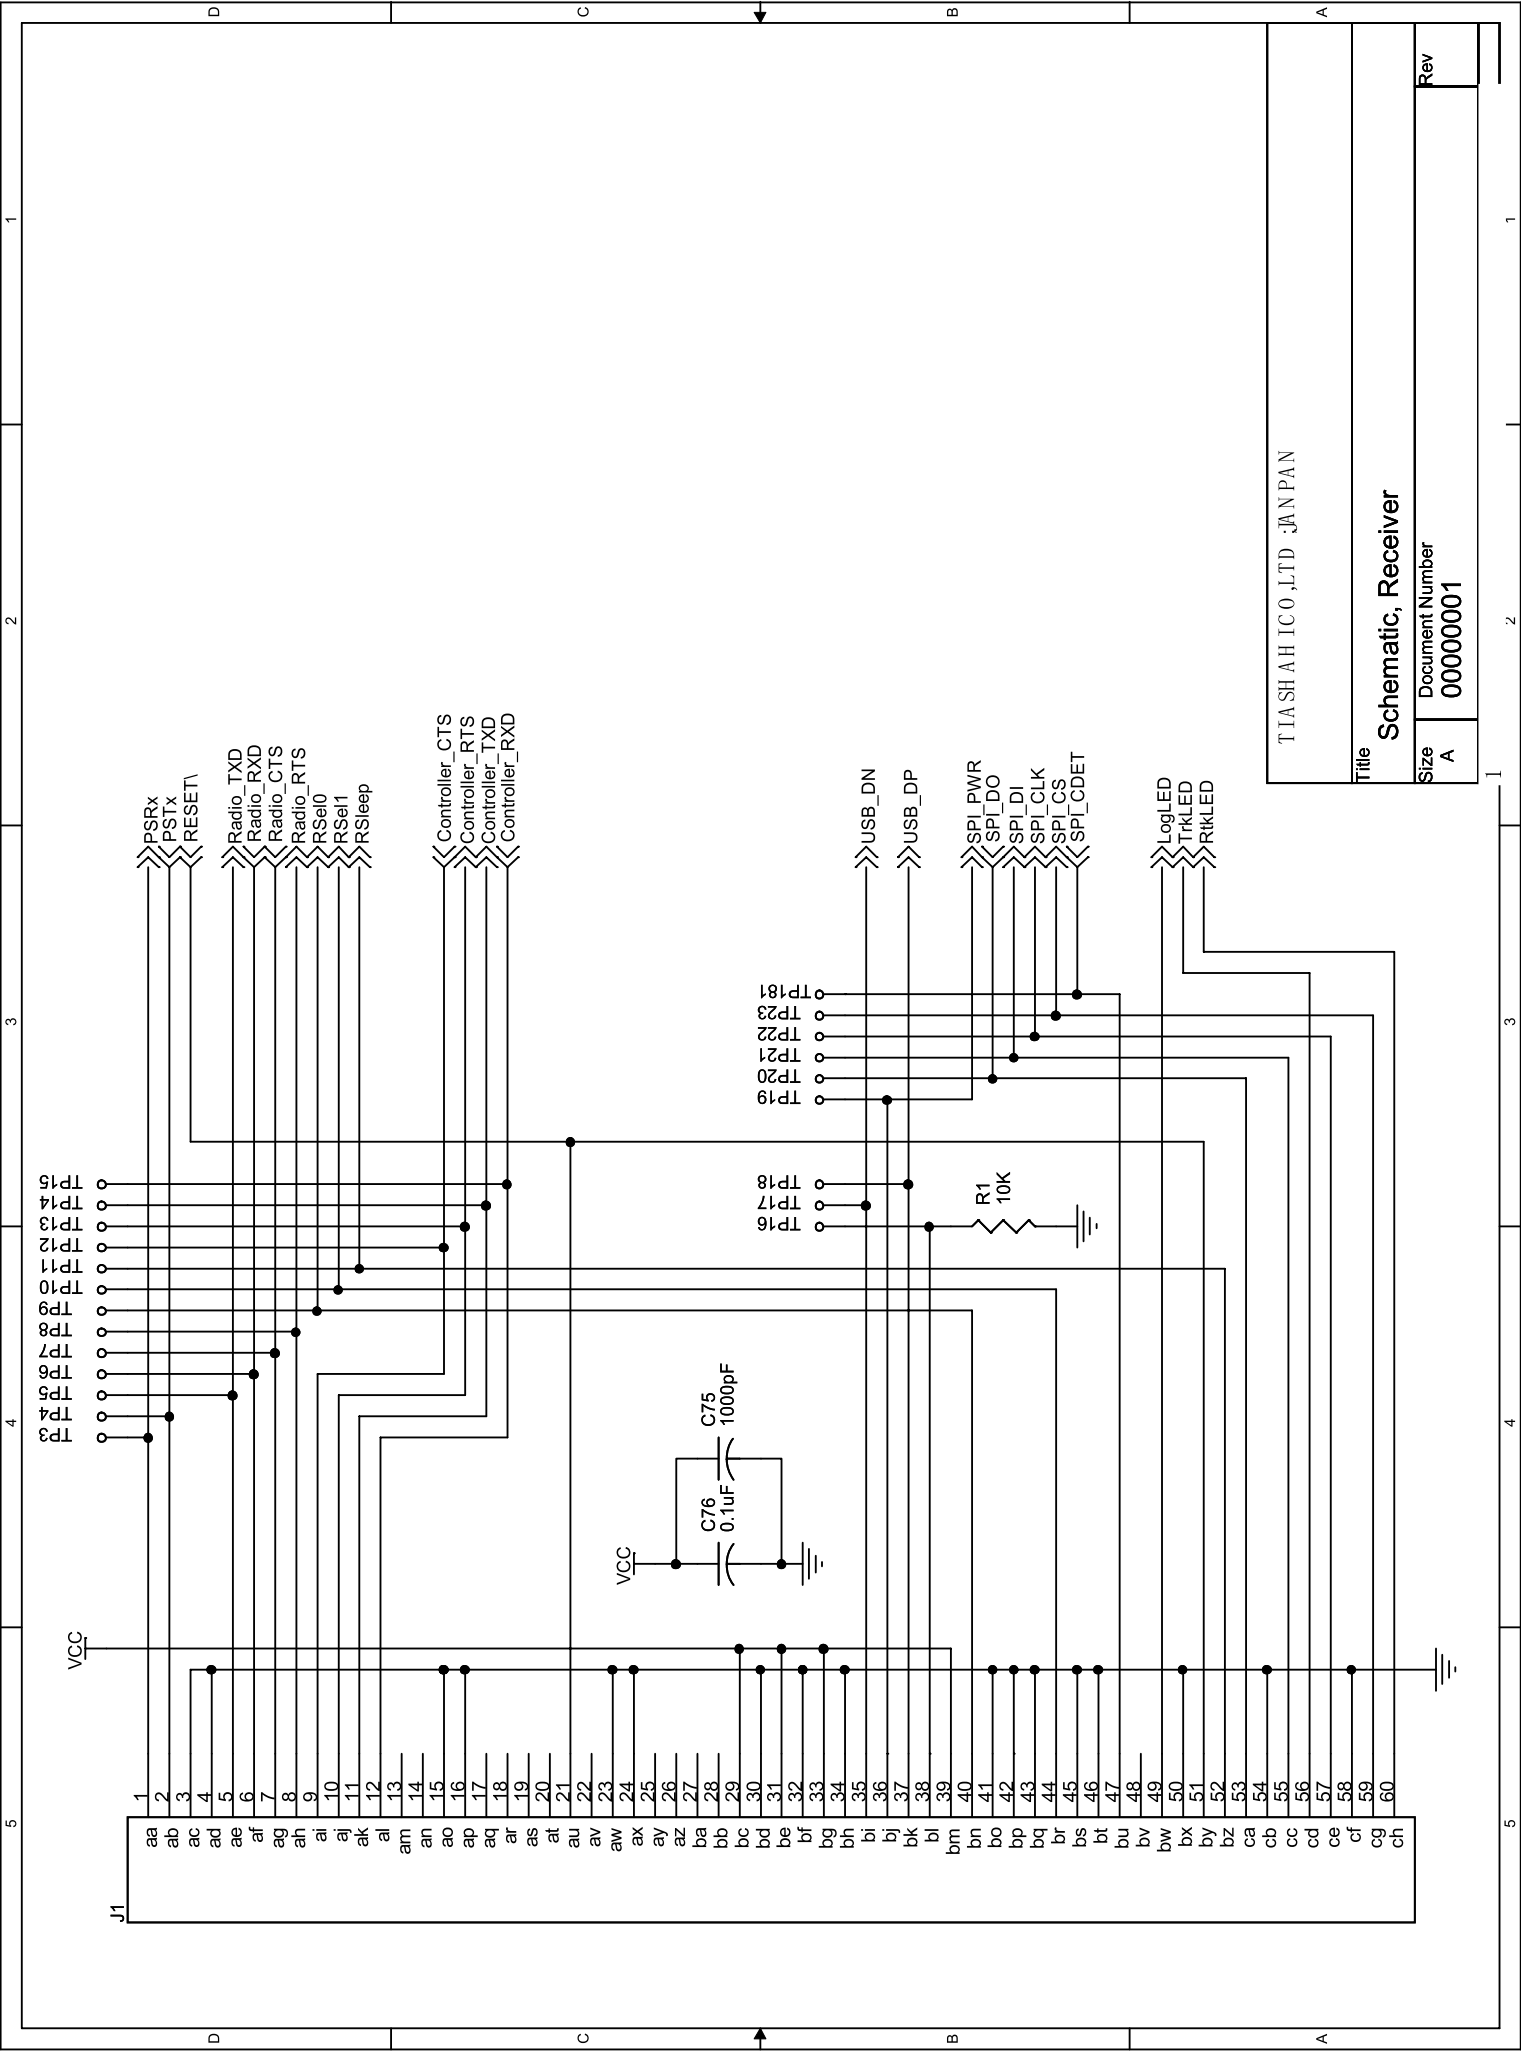 5
4
3
2
1
D
C
B
A
J1
1
2
3
4
5
6
7
8
9
10
11
12
13
14
15
16
17
18
19
20
21
22
23
24
25
26
27
28
29
30
31
32
33
34
35
36
37
38
39
40
41
42
43
44
45
46
47
48
49
50
51
52
53
54
55
56
57
58
59
60
aa
ab
ac
ad
ae
af
ag
ah
ai
aj
ak
al
am
an
ao
ap
aq
ar
as
at
au
av
aw
ax
ay
az
ba
bb
bc
bd
be
bf
bg
bh
bi
bj
bk
bl
bm
bn
bo
bp
bq
br
bs
bt
bu
bv
bw
bx
by
bz
ca
cb
cc
cd
ce
cf
cg
ch
VCC
TP3
TP4
TP5
TP6
TP7
TP8
TP9
TP10
TP11
TP12
TP13
TP14
TP15
VCC
C76
0.1uF
C75
1000pF
TP16
TP17
TP18
TP19
TP20
TP21
TP22
TP23
TP181
R1
10K
PSRx
PSTx
RESET\
Radio_TXD
Radio_RXD
Radio_CTS
Radio_RTS
RSel0
RSel1
RSleep
Controller_CTS
Controller_RTS
Controller_TXD
Controller_RXD
USB_DN
USB_DP
SPI_PWR
SPI_DO
SPI_DI
SPI_CLK
SPI_CS
SPI_CDET
LogLED
TrkLED
RtkLED
TIASHAHICO,LTD :JANPAN
Title
Schematic, Receiver
Size
Document Number
Rev
A
00000001
1
5
4
3
2
1
D
C
B
A